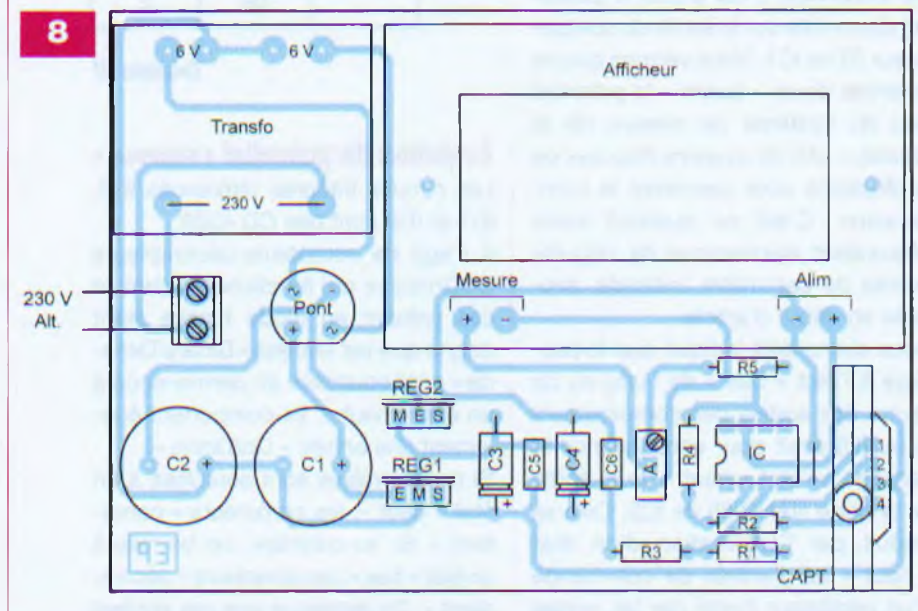 8
6 V 6 V
Afficheur
Transfo
230 V
230 V
Alt.
Pont
+ - ~ ~
Mesure
+ -
Alim
- +
R5
REG2
M E S
REG1
E M S
C2 +
C1 +
C3
+
C5
C4
+
C6
A
R4
IC
1
2
3
4
R2
R3
R1
CAPT
93